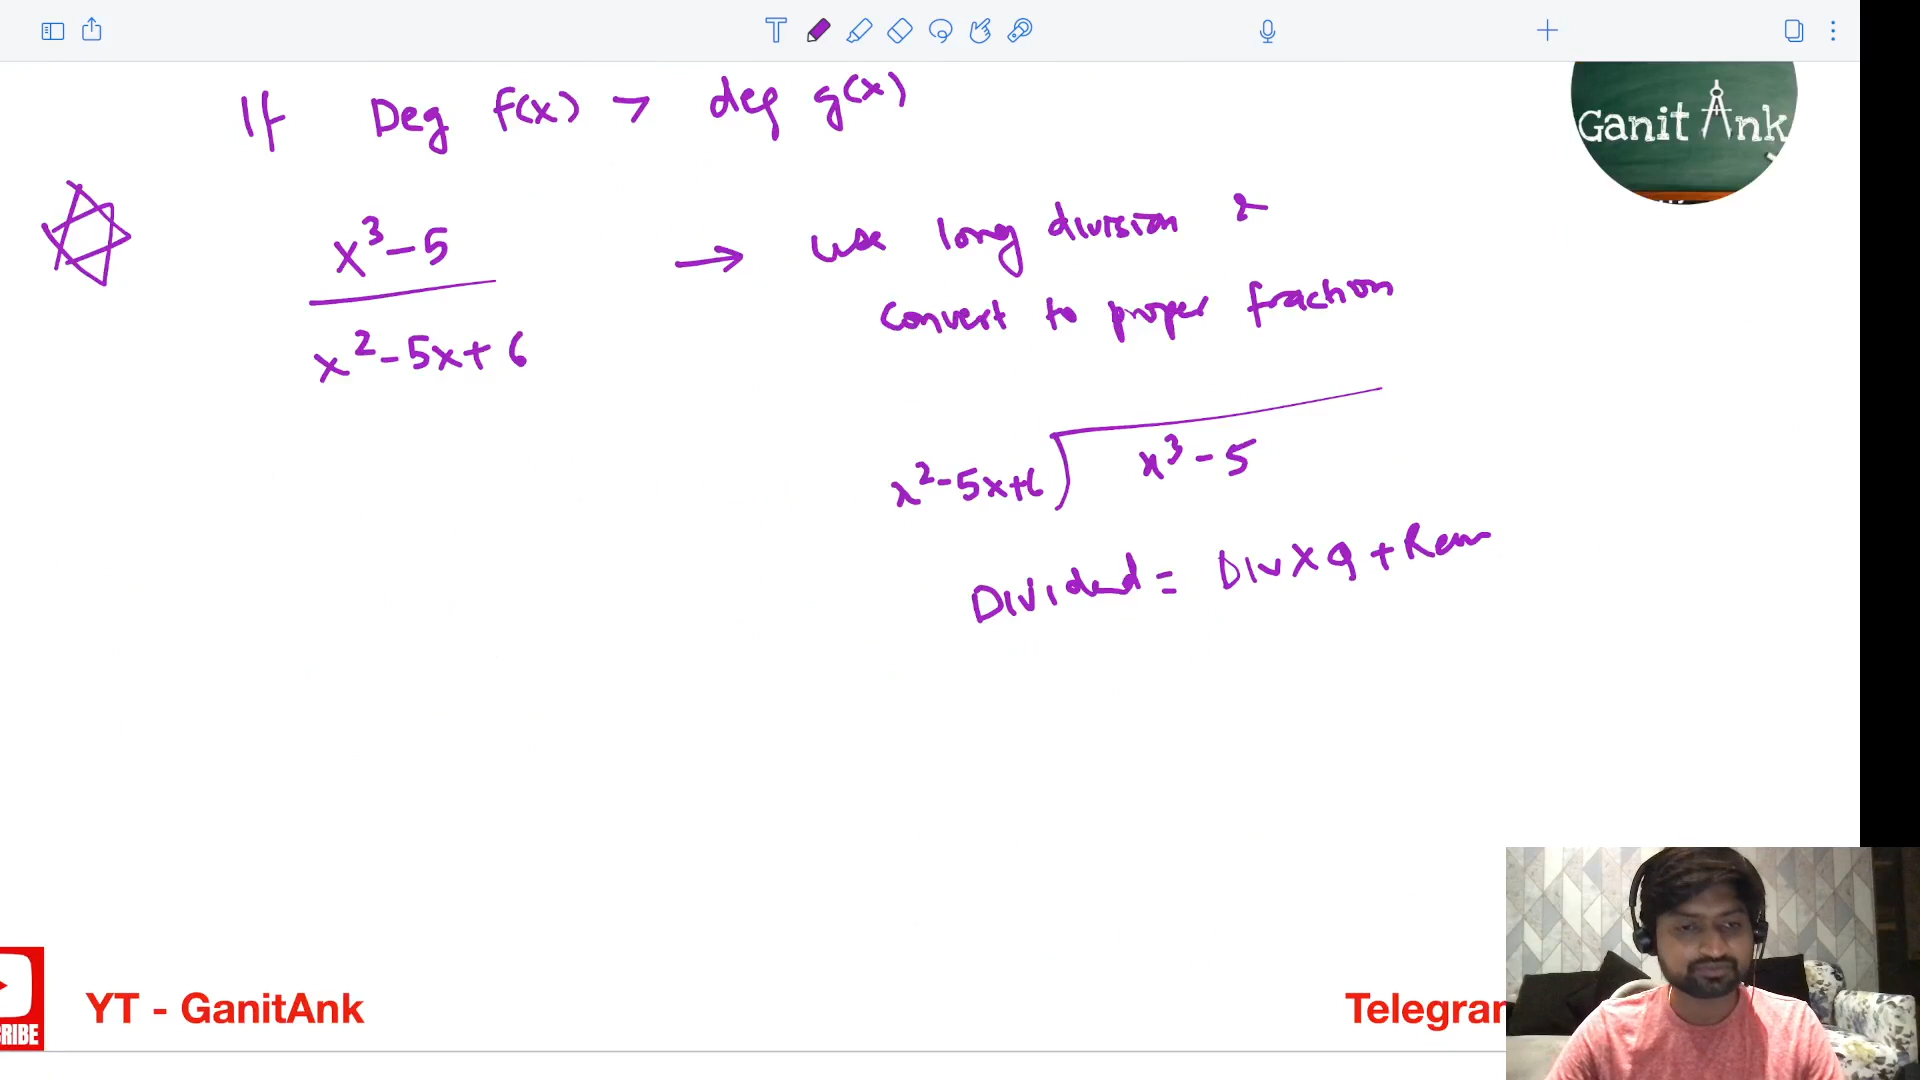 If Deg f(x) > deg g(x)
Ganit Ank
x³-5
x²-5x+6
→ use long division &
convert to proper fraction
x²-5x+6 ) x³-5
Dividend = Div X Q + Rem
RIBE
YT - GanitAnk
Telegram